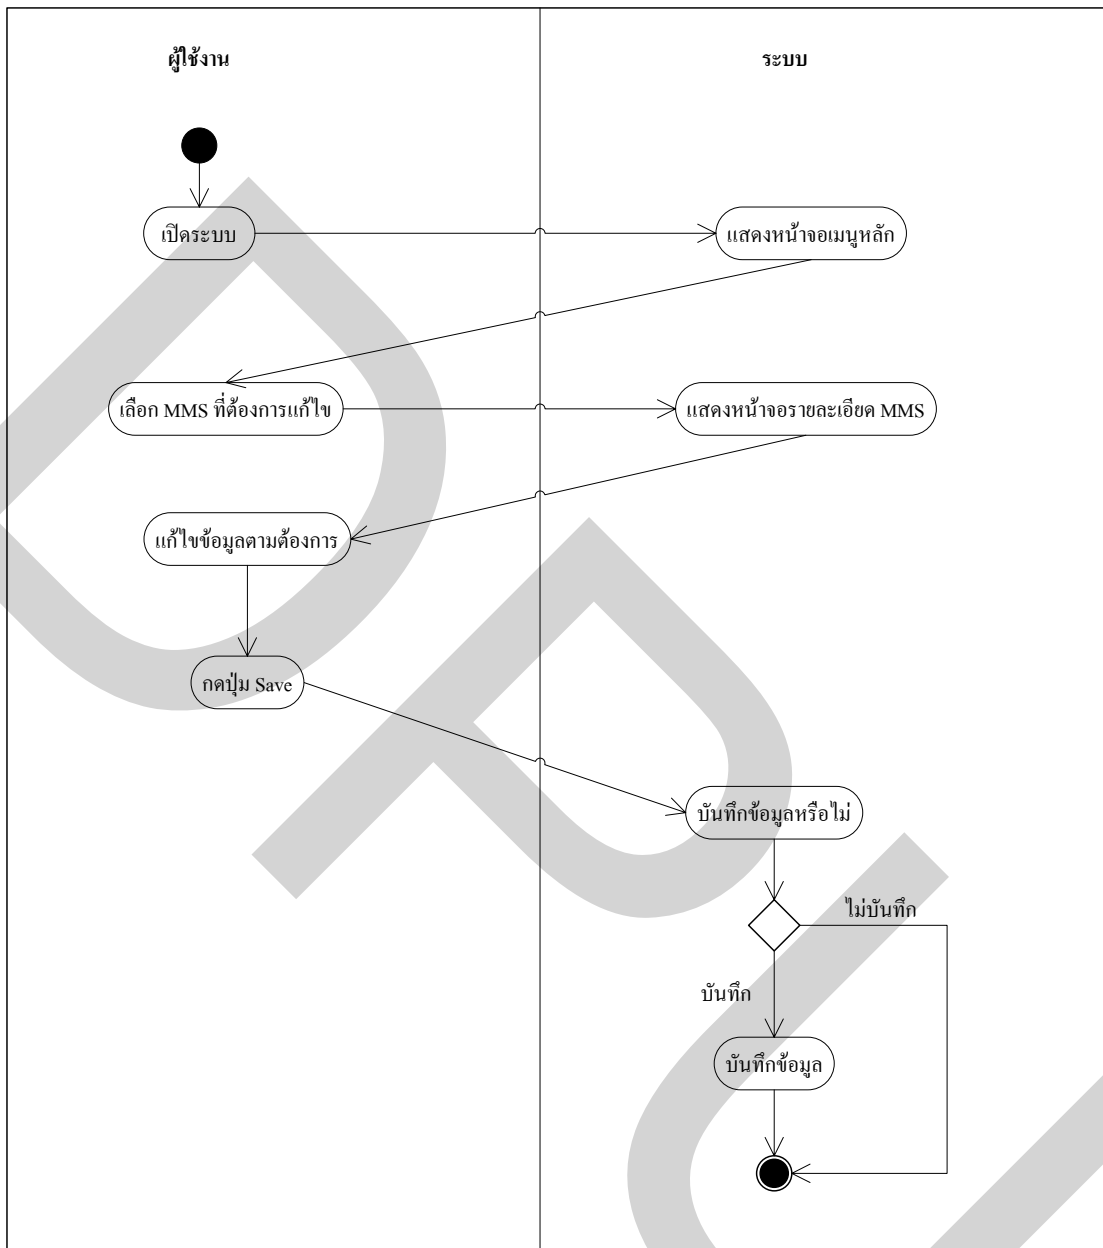 ผู้ใช้งาน
ระบบ
เปิดระบบ
แสดงหน้าจอเมนูหลัก
เลือก MMS ที่ต้องการแก้ไข
แสดงหน้าจอรายละเอียด MMS
แก้ไขข้อมูลตามต้องการ
กดปุ่ม Save
บันทึกข้อมูลหรือไม่
ไม่บันทึก
บันทึก
บันทึกข้อมูล